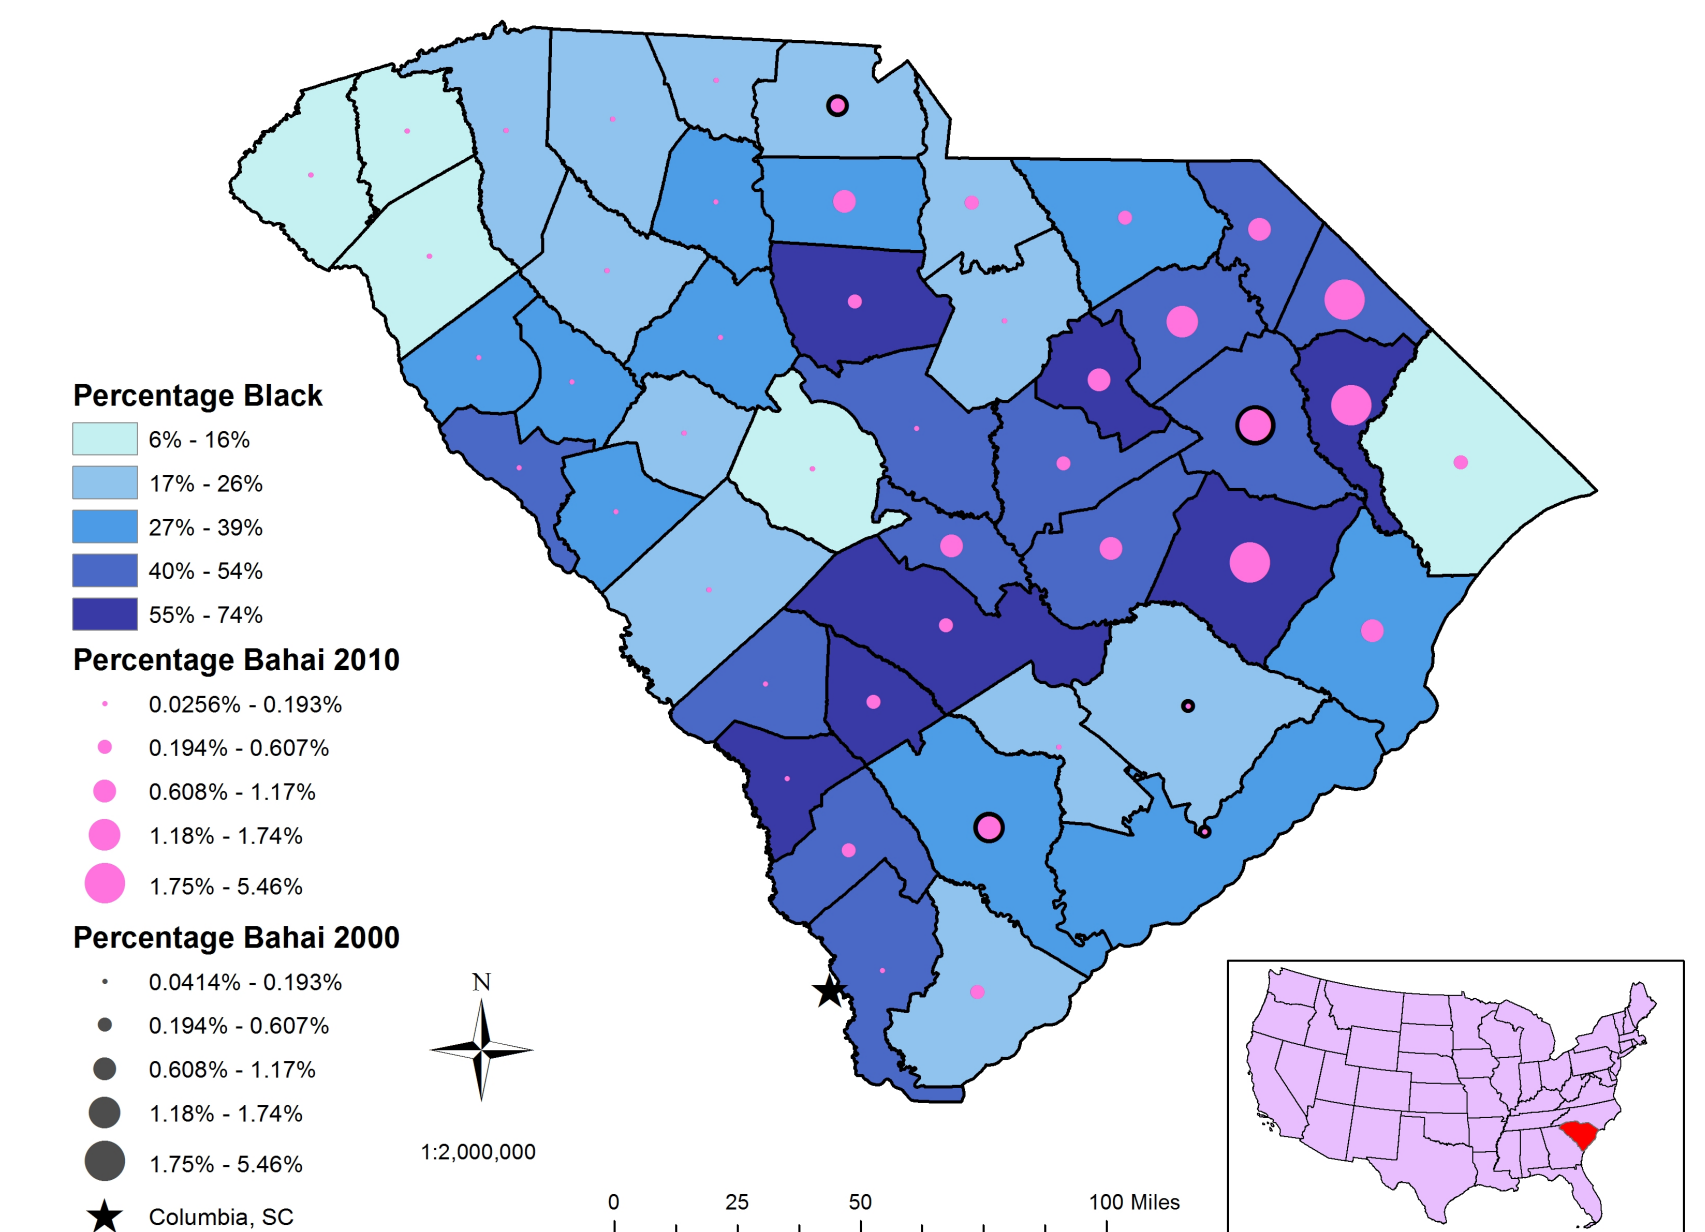 Percentage Black
6% - 16%
17% - 26%
27% - 39%
40% - 54%
55% - 74%
Percentage Bahai 2010
0.0256% - 0.193%
0.194% - 0.607%
0.608% - 1.17%
1.18% - 1.74%
1.75% - 5.46%
Percentage Bahai 2000
0.0414% - 0.193%
0.194% - 0.607%
0.608% - 1.17%
1.18% - 1.74%
1.75% - 5.46%
Columbia, SC
N
1:2,000,000
0 25 50 100 Miles